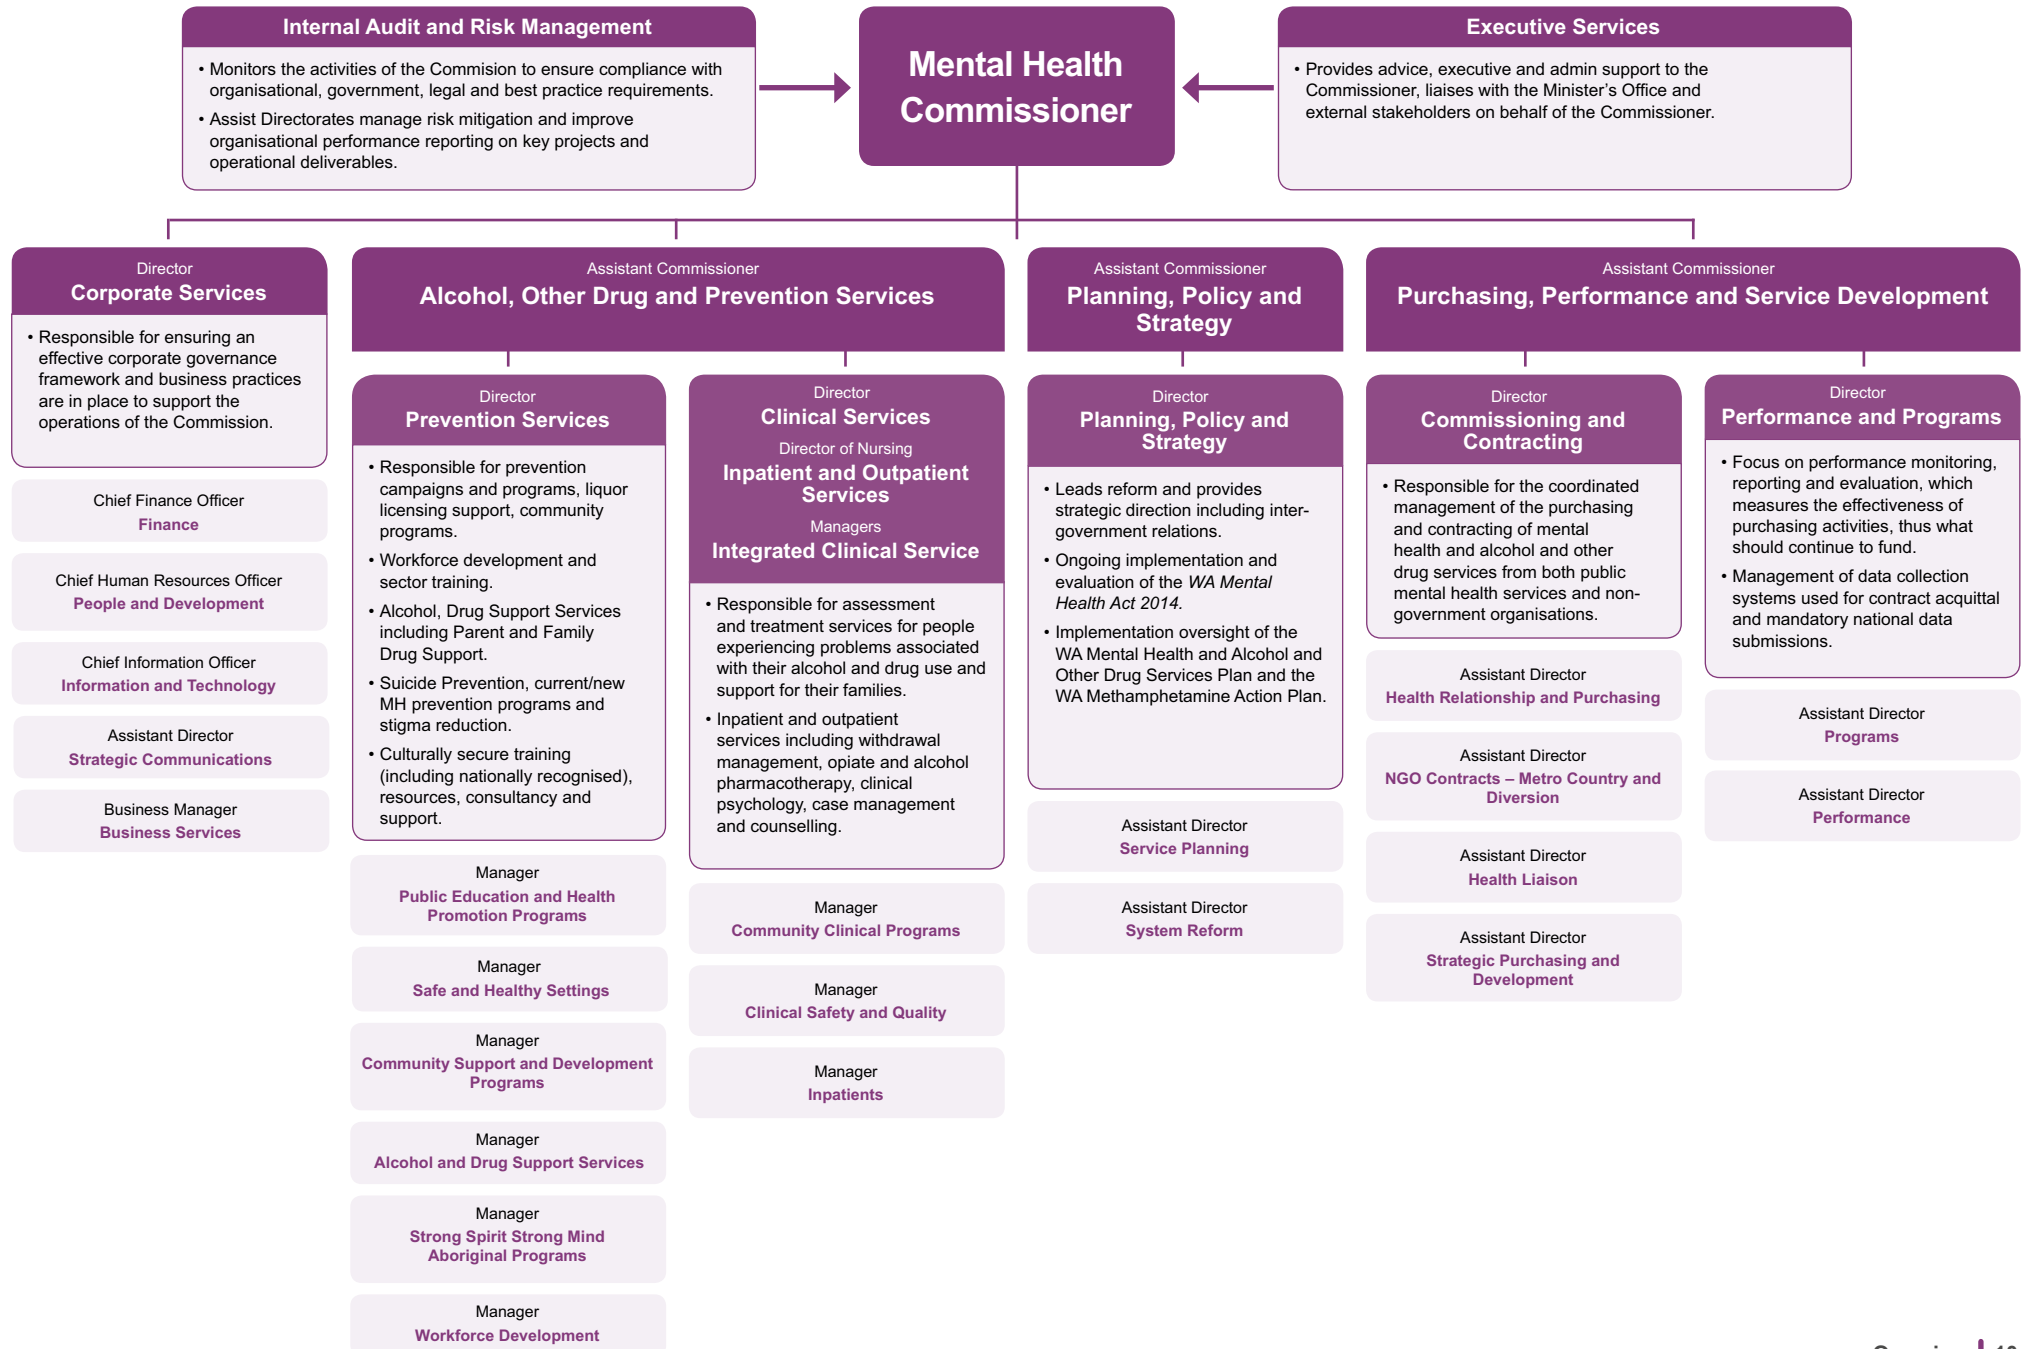 Internal Audit and Risk Management
• Monitors the activities of the Commision to ensure compliance with
organisational, government, legal and best practice requirements.
• Assist Directorates manage risk mitigation and improve
organisational performance reporting on key projects and
operational deliverables.
Mental Health
Commissioner
Executive Services
• Provides advice, executive and admin support to the
Commissioner, liaises with the Minister's Office and
external stakeholders on behalf of the Commissioner.
Director
Corporate Services
• Responsible for ensuring an
effective corporate governance
framework and business practices
are in place to support the
operations of the Commission.
Chief Finance Officer
Finance
Chief Human Resources Officer
People and Development
Chief Information Officer
Information and Technology
Assistant Director
Strategic Communications
Business Manager
Business Services
Assistant Commissioner
Alcohol, Other Drug and Prevention Services
Director
Prevention Services
• Responsible for prevention
campaigns and programs, liquor
licensing support, community
programs.
• Workforce development and
sector training.
• Alcohol, Drug Support Services
including Parent and Family
Drug Support.
• Suicide Prevention, current/new
MH prevention programs and
stigma reduction.
• Culturally secure training
(including nationally recognised),
resources, consultancy and
support.
Manager
Public Education and Health
Promotion Programs
Manager
Safe and Healthy Settings
Manager
Community Support and Development
Programs
Manager
Alcohol and Drug Support Services
Manager
Strong Spirit Strong Mind
Aboriginal Programs
Manager
Workforce Development
Director
Clinical Services
Director of Nursing
Inpatient and Outpatient
Services
Managers
Integrated Clinical Service
• Responsible for assessment
and treatment services for people
experiencing problems associated
with their alcohol and drug use and
support for their families.
• Inpatient and outpatient
services including withdrawal
management, opiate and alcohol
pharmacotherapy, clinical
psychology, case management
and counselling.
Manager
Community Clinical Programs
Manager
Clinical Safety and Quality
Manager
Inpatients
Assistant Commissioner
Planning, Policy and
Strategy
Director
Planning, Policy and
Strategy
• Leads reform and provides
strategic direction including inter-
government relations.
• Ongoing implementation and
evaluation of the WA Mental
Health Act 2014.
• Implementation oversight of the
WA Mental Health and Alcohol and
Other Drug Services Plan and the
WA Methamphetamine Action Plan.
Assistant Director
Service Planning
Assistant Director
System Reform
Assistant Commissioner
Purchasing, Performance and Service Development
Director
Commissioning and
Contracting
• Responsible for the coordinated
management of the purchasing
and contracting of mental
health and alcohol and other
drug services from both public
mental health services and non-
government organisations.
Assistant Director
Health Relationship and Purchasing
Assistant Director
NGO Contracts – Metro Country and
Diversion
Assistant Director
Health Liaison
Assistant Director
Strategic Purchasing and
Development
Director
Performance and Programs
• Focus on performance monitoring,
reporting and evaluation, which
measures the effectiveness of
purchasing activities, thus what
should continue to fund.
• Management of data collection
systems used for contract acquittal
and mandatory national data
submissions.
Assistant Director
Programs
Assistant Director
Performance